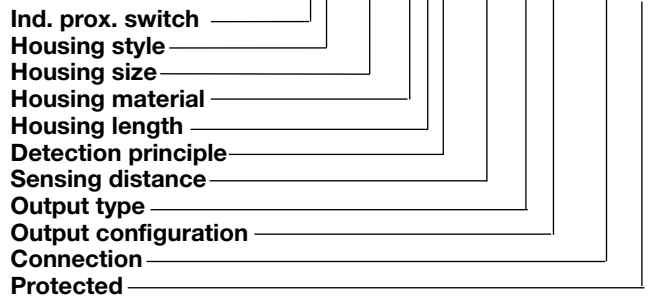 Ind. prox. switch
Housing style
Housing size
Housing material
Housing length
Detection principle
Sensing distance
Output type
Output configuration
Connection
Protected